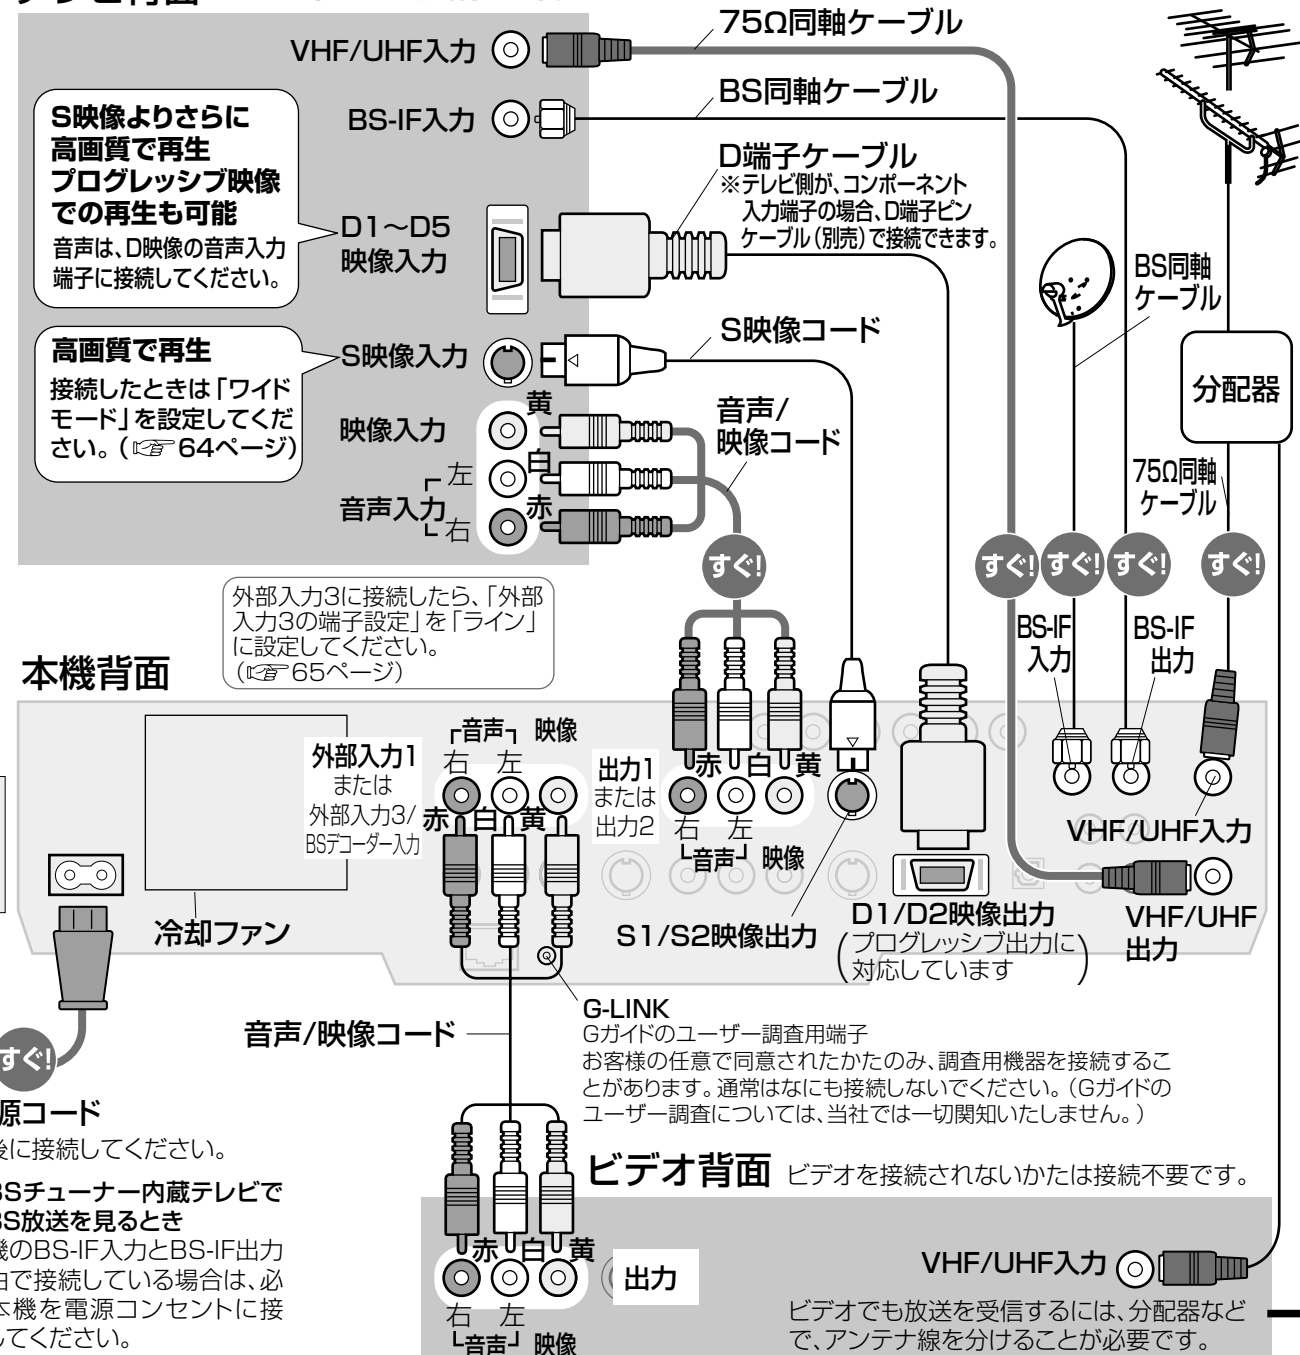 VHF/UHF入力
75Ω同軸ケーブル
BS-IF入力
BS同軸ケーブル
S映像よりさらに
高画質で再生
プログレッシブ映像
での再生も可能
音声は、D映像の音声入力
端子に接続してください。
D1〜D5
映像入力
D端子ケーブル
※テレビ側が、コンポーネント
入力端子の場合、D端子ピン
ケーブル(別売)で接続できます。
BS同軸
ケーブル
分配器
75Ω同軸
ケーブル
高画質で再生
接続したときは「ワイド
モード」を設定してくだ
さい。(☞64ページ)
S映像入力
S映像コード
黄
映像入力
白
左
音声入力
赤
右
音声/
映像コード
すぐ!
すぐ!
すぐ!
すぐ!
すぐ!
外部入力3に接続したら、「外部
入力3の端子設定」を「ライン」
に設定してください。
(☞65ページ)
BS-IF
入力
BS-IF
出力
本機背面
外部入力1
または
外部入力3/
BSデコーダー入力
音声
映像
右
左
赤
白
黄
出力1
または
出力2
赤
白
黄
右
左
音声
映像
VHF/UHF入力
冷却ファン
S1/S2映像出力
D1/D2映像出力
(プログレッシブ出力に
対応しています)
VHF/UHF
出力
すぐ!
音声/映像コード
G-LINK
Gガイドのユーザー調査用端子
お客様の任意で同意されたかたのみ、調査用機器を接続するこ
とがあります。通常はなにも接続しないでください。(Gガイドの
ユーザー調査については、当社では一切関知いたしません。)
源コード
後に接続してください。
BSチューナー内蔵テレビで
BS放送を見るとき
機のBS-IF入力とBS-IF出力
由で接続している場合は、必
本機を電源コンセントに接
してください。
ビデオ背面
ビデオを接続されないかたは接続不要です。
赤
白
黄
右
左
音声
映像
出力
VHF/UHF入力
ビデオでも放送を受信するには、分配器など
で、アンテナ線を分けることが必要です。